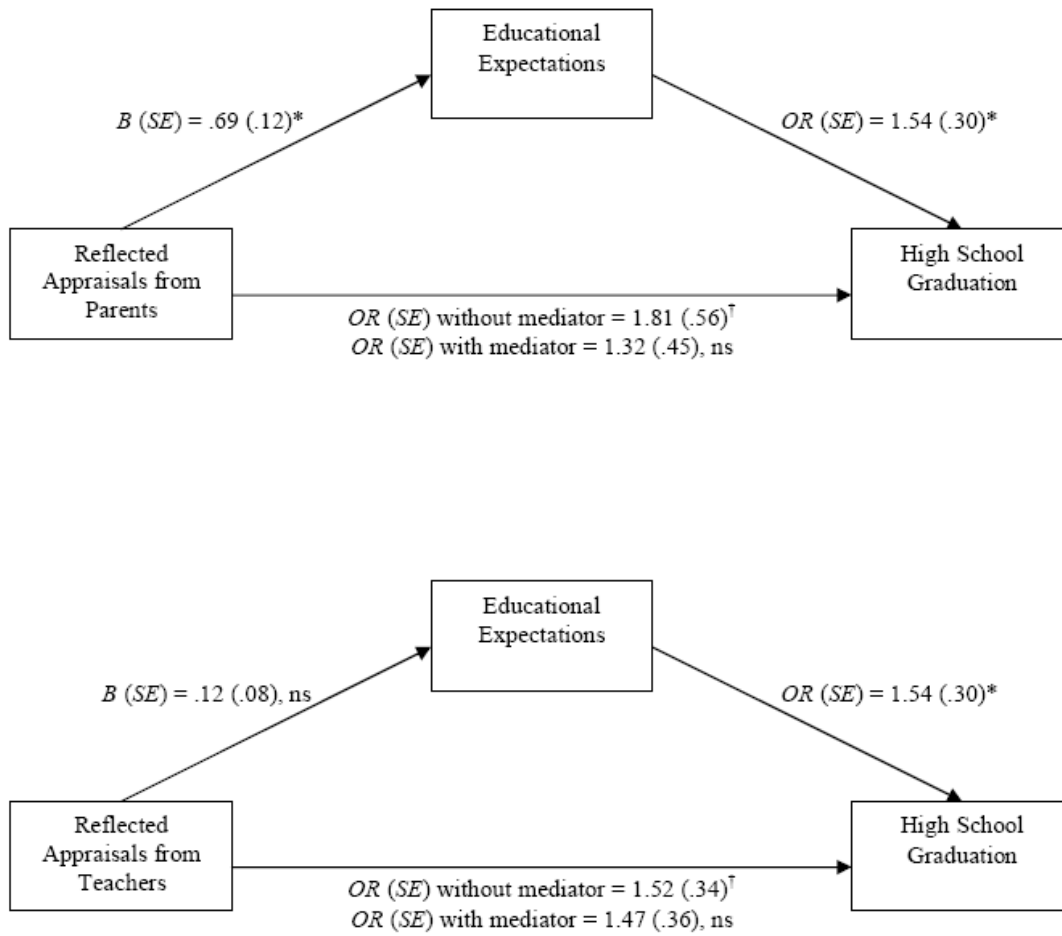 Educational
Expectations
B (SE) = .69 (.12)*
OR (SE) = 1.54 (.30)*
Reflected
Appraisals from
Parents
High School
Graduation
OR (SE) without mediator = 1.81 (.56)†
OR (SE) with mediator = 1.32 (.45), ns
Educational
Expectations
B (SE) = .12 (.08), ns
OR (SE) = 1.54 (.30)*
Reflected
Appraisals from
Teachers
High School
Graduation
OR (SE) without mediator = 1.52 (.34)†
OR (SE) with mediator = 1.47 (.36), ns